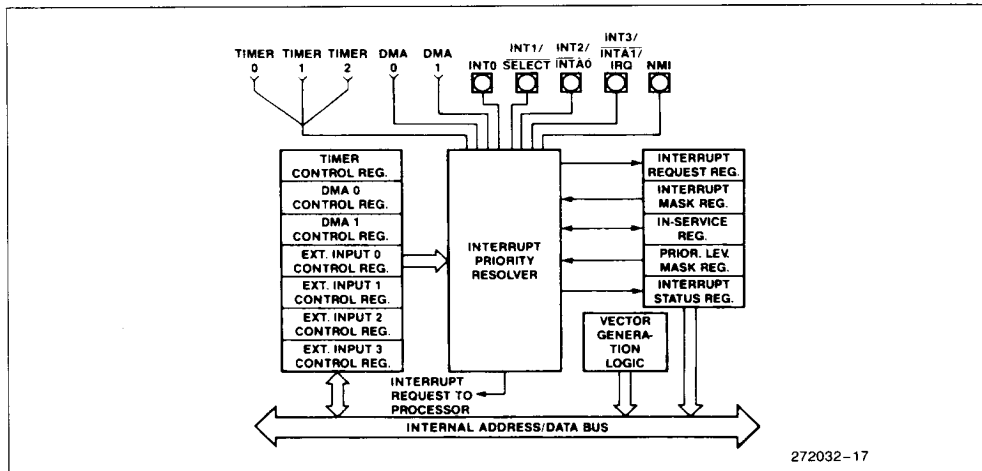 TIMER 0
TIMER 1
TIMER 2
DMA 0
DMA 1
INT0
INT1/
SELECT
INT2/
INTA0
INT3/
INTA1/
IRQ
NMI
TIMER
CONTROL REG.
DMA 0
CONTROL REG.
DMA 1
CONTROL REG.
EXT. INPUT 0
CONTROL REG.
EXT. INPUT 1
CONTROL REG.
EXT. INPUT 2
CONTROL REG.
EXT. INPUT 3
CONTROL REG.
INTERRUPT
PRIORITY
RESOLVER
INTERRUPT
REQUEST REG.
INTERRUPT
MASK REG.
IN-SERVICE
REG.
PRIOR. LEV.
MASK REG.
INTERRUPT
STATUS REG.
VECTOR
GENERA-
TION
LOGIC
INTERRUPT
REQUEST TO
PROCESSOR
INTERNAL ADDRESS/DATA BUS
272032-17